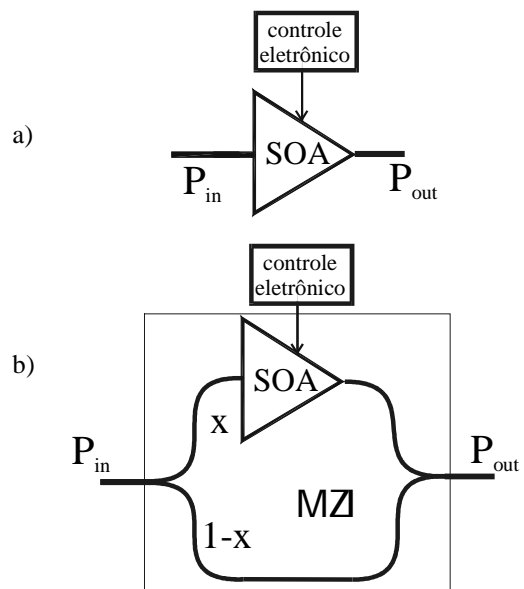 controle
eletrônico
a)
SOA
P_in
P_out
controle
eletrônico
b)
SOA
x
P_in
P_out
MZI
1-x